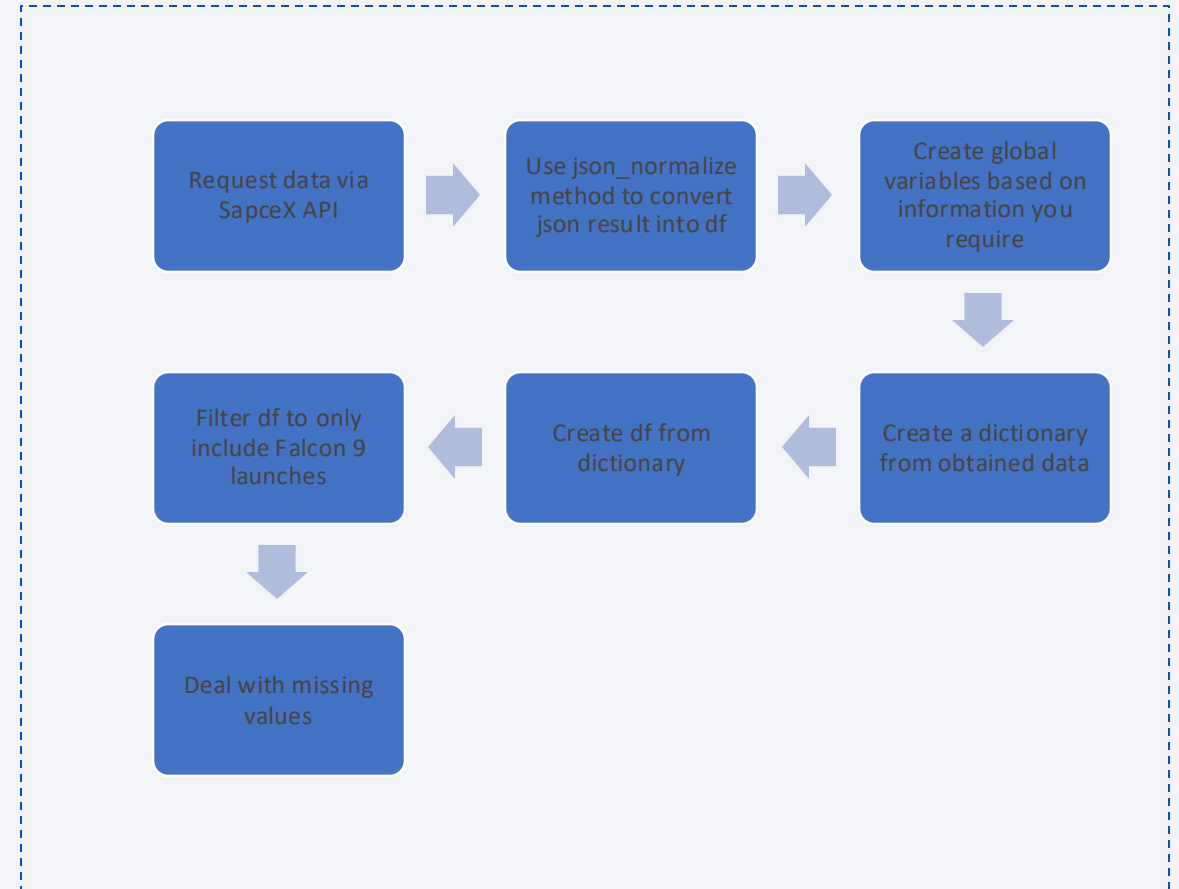 Request data via
SapceX API
Use json_normalize
method to convert
json result into df
Create global
variables based on
information you
require
Create a dictionary
from obtained data
Create df from
dictionary
Filter df to only
include Falcon 9
launches
Deal with missing
values